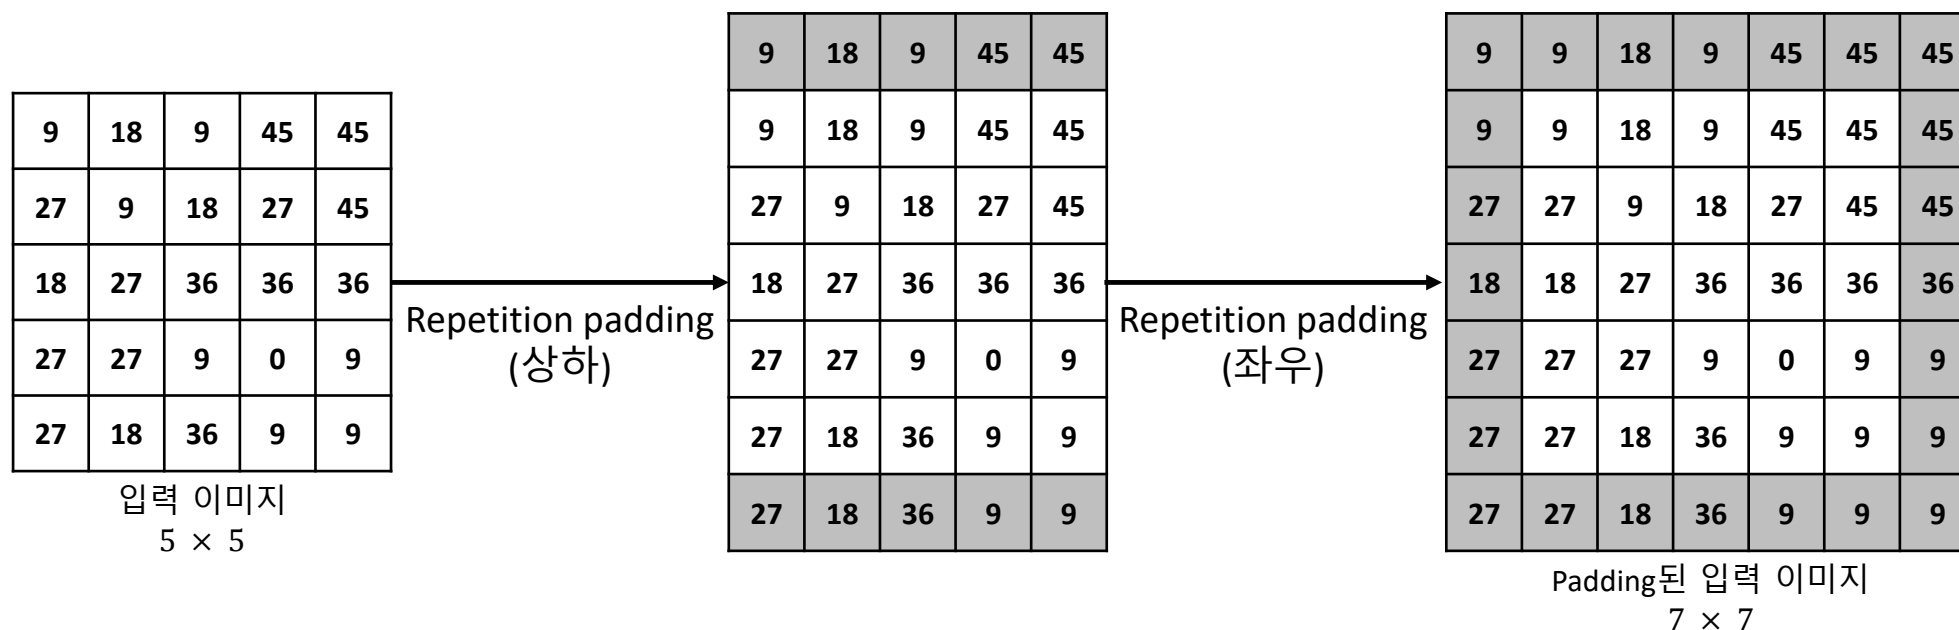 9 18 9 45 45
27 9 18 27 45
18 27 36 36 36
27 27 9 0 9
27 18 36 9 9
입력 이미지
5 × 5
Repetition padding
(상하)
9 18 9 45 45
9 18 9 45 45
27 9 18 27 45
18 27 36 36 36
27 27 9 0 9
27 18 36 9 9
27 18 36 9 9
Repetition padding
(좌우)
9 9 18 9 45 45 45
9 9 18 9 45 45 45
27 27 9 18 27 45 45
18 18 27 36 36 36 36
27 27 27 9 0 9 9
27 27 18 36 9 9 9
27 27 18 36 9 9 9
Padding된 입력 이미지
7 × 7